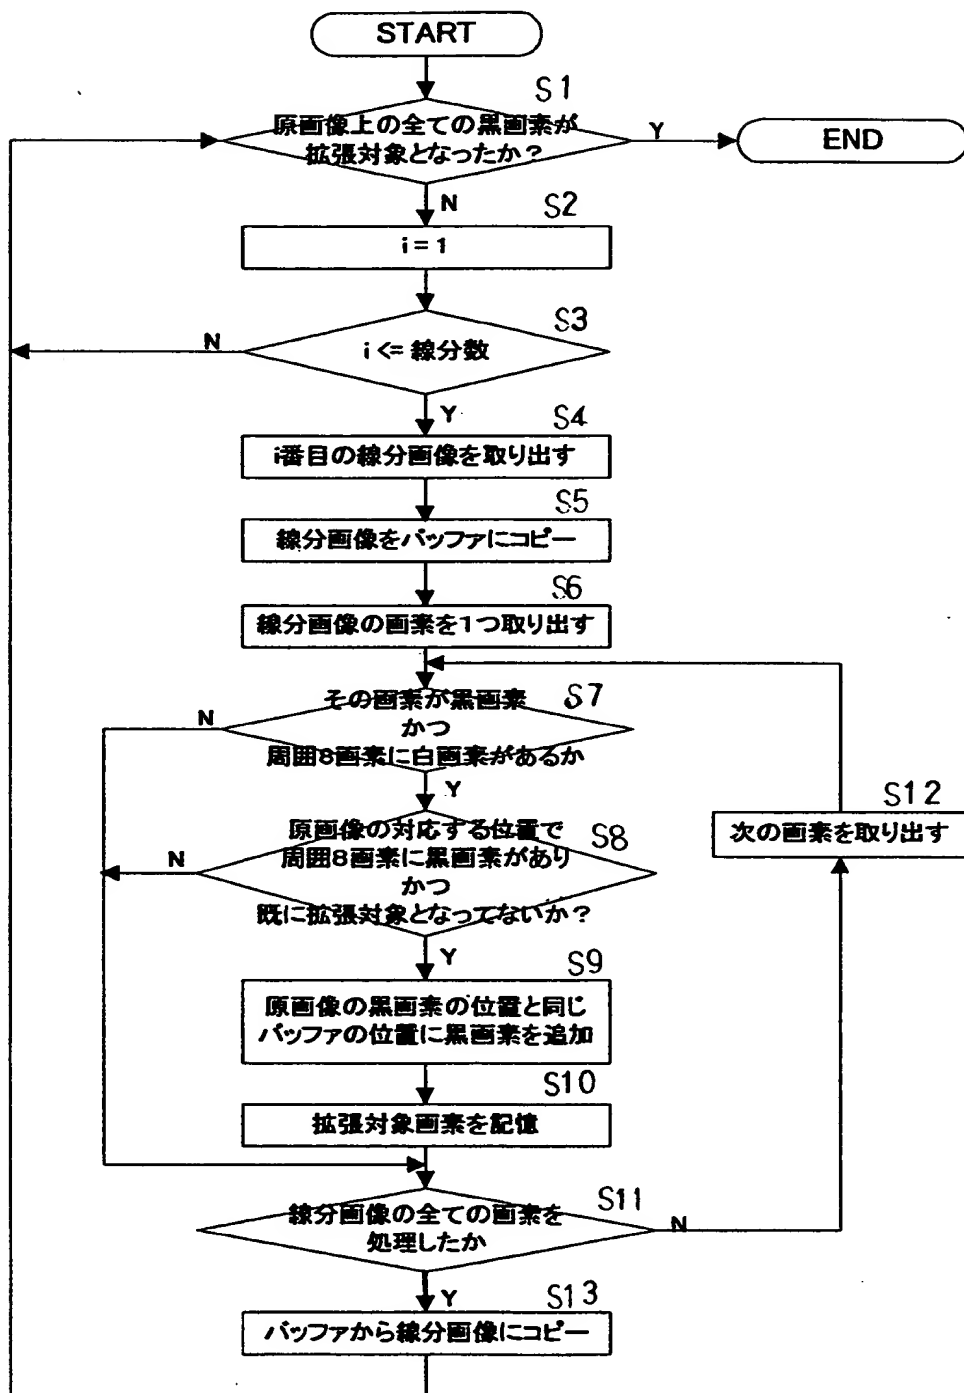 START
S1
原画像上の全ての黒画素が
拡張対象となったか？
Y
END
N
S2
i = 1
S3
N
i <= 線分数
Y
S4
i番目の線分画像を取り出す
S5
線分画像をバッファにコピー
S6
線分画像の画素を1つ取り出す
S7
その画素が黒画素
N
かつ
周囲8画素に白画素があるか
Y
S12
次の画素を取り出す
原画像の対応する位置で
S8
周囲8画素に黒画素があり
N
かつ
既に拡張対象となってないか？
Y
S9
原画像の黒画素の位置と同じ
バッファの位置に黒画素を追加
S10
拡張対象画素を記憶
S11
線分画像の全ての画素を
処理したか
N
Y
S13
バッファから線分画像にコピー